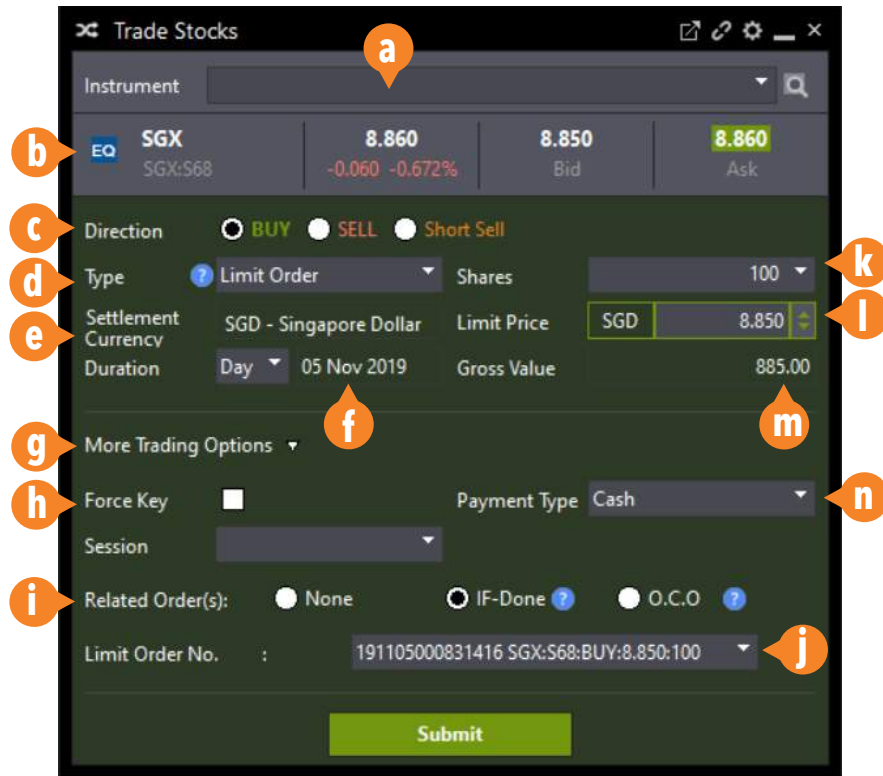 Trade Stocks
a
Instrument
b EQ SGX 8.860 8.850 8.860
SGX:S68 -0.060 -0.672% Bid Ask
c Direction BUY SELL Short Sell
d Type ? Limit Order Shares 100 k
e Settlement Currency SGD - Singapore Dollar Limit Price SGD 8.850 l
Duration Day 05 Nov 2019 Gross Value 885.00
f m
g More Trading Options
h Force Key Payment Type Cash n
Session
i Related Order(s): None IF-Done ? O.C.O ?
Limit Order No. : 191105000831416 SGX:S68:BUY:8.850:100 j
Submit